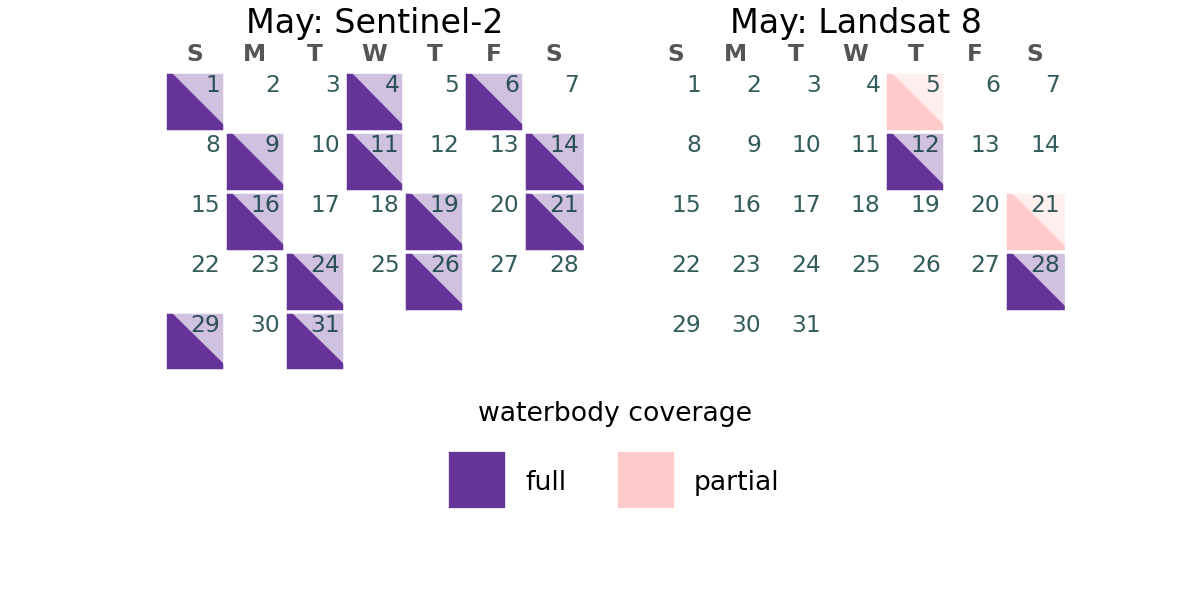 May: Sentinel-2
S M T W T F S
1 2 3 4 5 6 7
8 9 10 11 12 13 14
15 16 17 18 19 20 21
22 23 24 25 26 27 28
29 30 31
May: Landsat 8
S M T W T F S
1 2 3 4 5 6 7
8 9 10 11 12 13 14
15 16 17 18 19 20 21
22 23 24 25 26 27 28
29 30 31
waterbody coverage
full partial